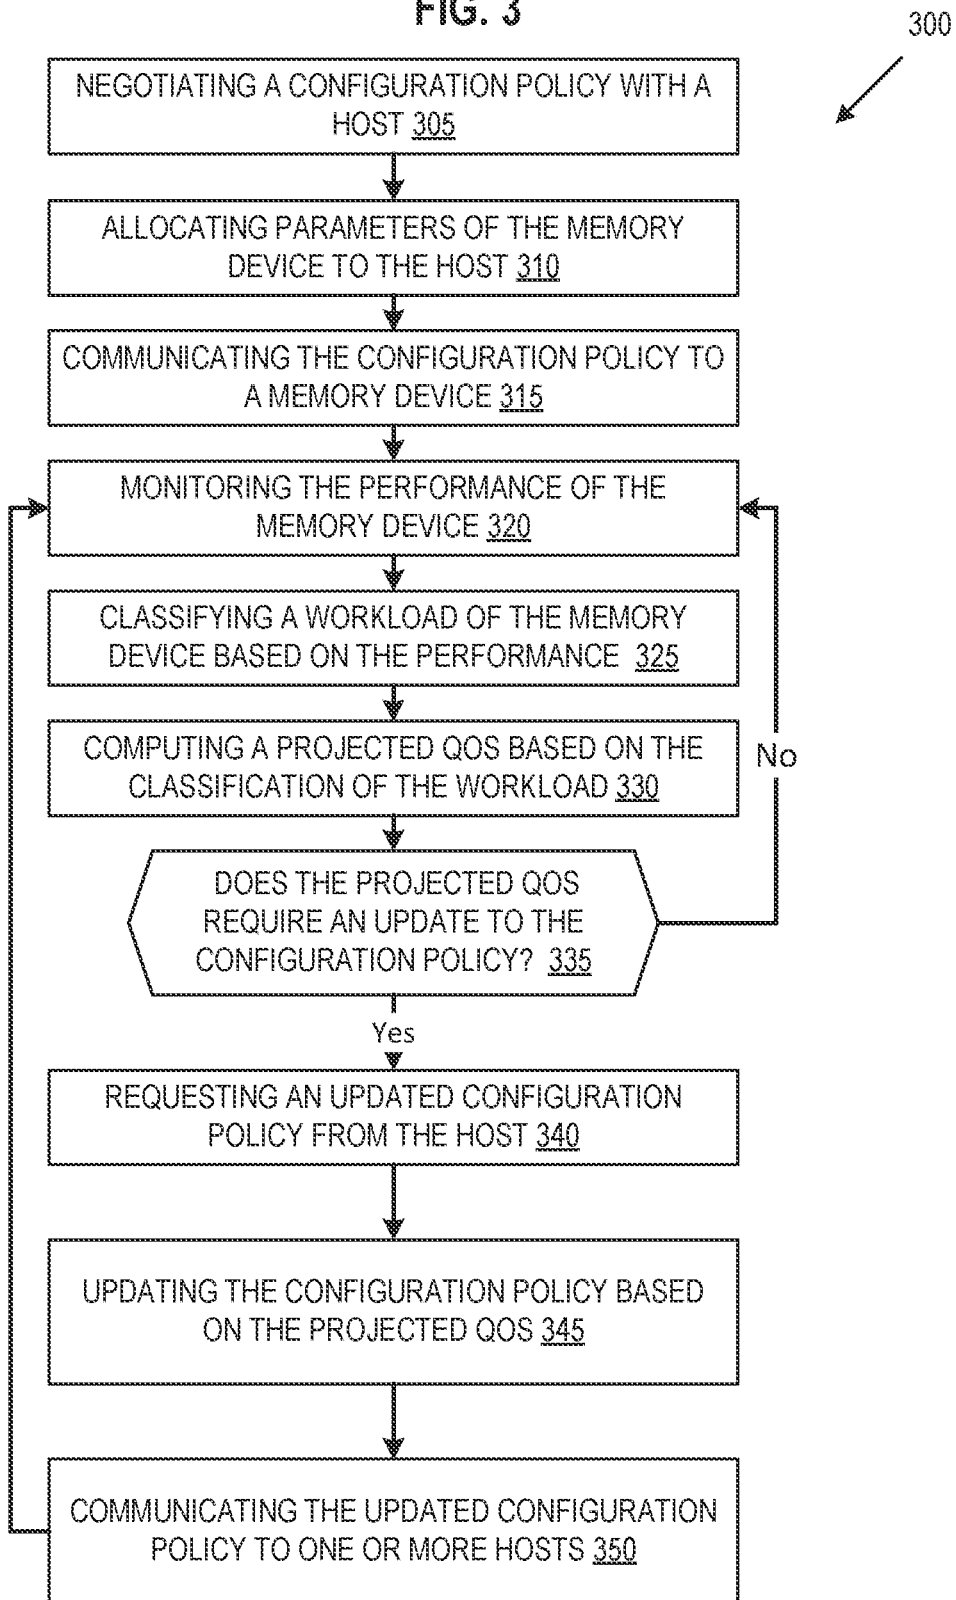 FIG. 3
300
NEGOTIATING A CONFIGURATION POLICY WITH A
HOST 305
ALLOCATING PARAMETERS OF THE MEMORY
DEVICE TO THE HOST 310
COMMUNICATING THE CONFIGURATION POLICY TO
A MEMORY DEVICE 315
MONITORING THE PERFORMANCE OF THE
MEMORY DEVICE 320
CLASSIFYING A WORKLOAD OF THE MEMORY
DEVICE BASED ON THE PERFORMANCE 325
COMPUTING A PROJECTED QOS BASED ON THE
CLASSIFICATION OF THE WORKLOAD 330
No
DOES THE PROJECTED QOS
REQUIRE AN UPDATE TO THE
CONFIGURATION POLICY? 335
Yes
REQUESTING AN UPDATED CONFIGURATION
POLICY FROM THE HOST 340
UPDATING THE CONFIGURATION POLICY BASED
ON THE PROJECTED QOS 345
COMMUNICATING THE UPDATED CONFIGURATION
POLICY TO ONE OR MORE HOSTS 350